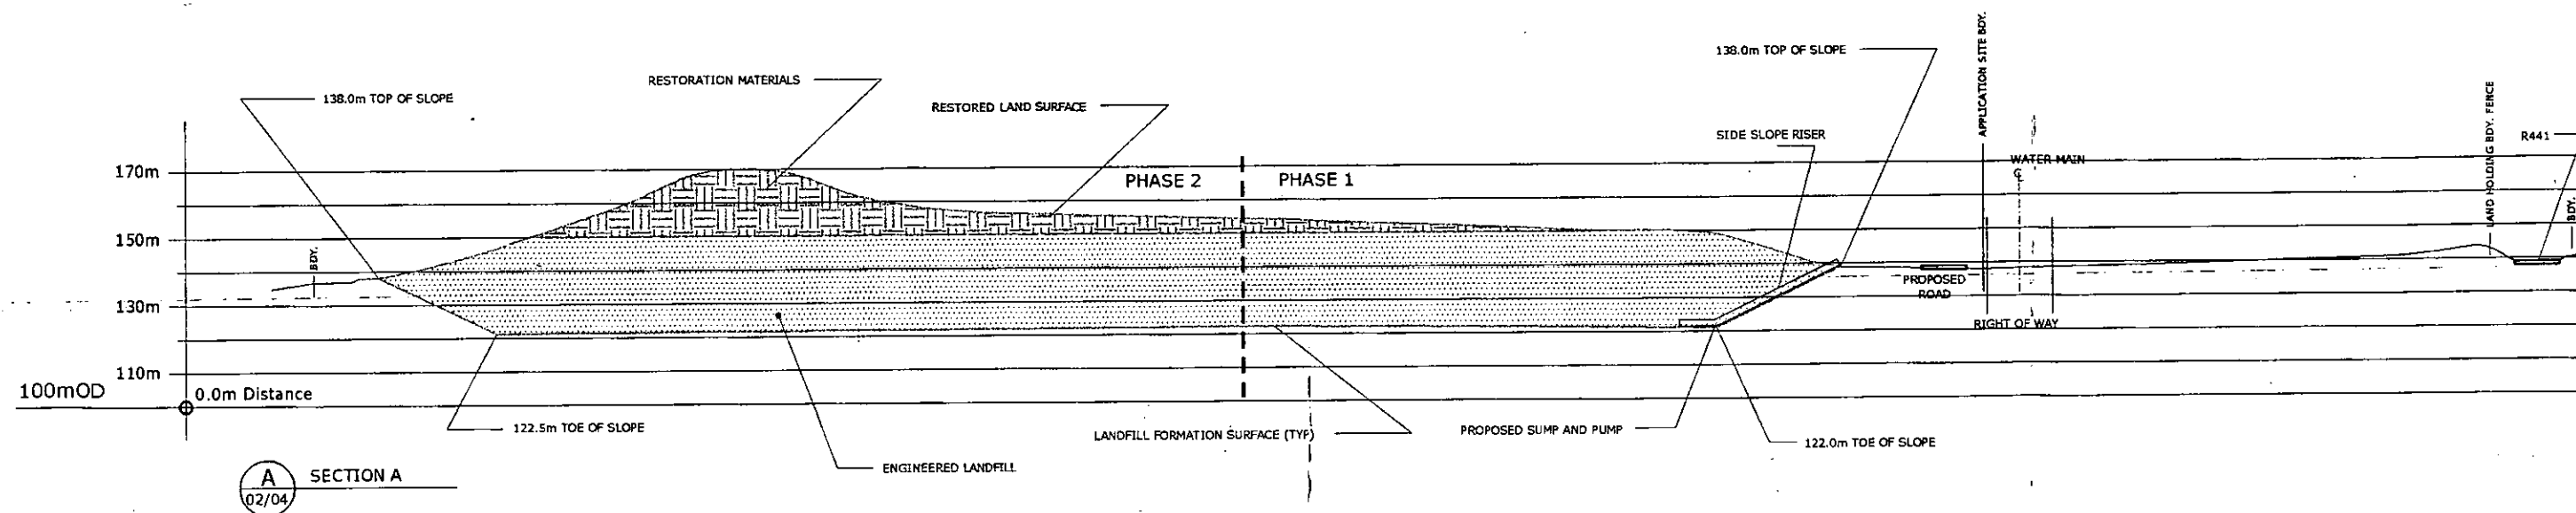 138.0m TOP OF SLOPE
APPLICATION SITE BDY.
RESTORATION MATERIALS
138.0m TOP OF SLOPE
RESTORED LAND SURFACE
LAND HOLDING BDY. FENCE
SIDE SLOPE RISER
R441
WATER MAIN
℄
170m
PHASE 2
PHASE 1
BDY.
150m
BDY.
PROPOSED
ROAD
130m
RIGHT OF WAY
110m
100mOD
0.0m Distance
122.5m TOE OF SLOPE
LANDFILL FORMATION SURFACE (TYP)
PROPOSED SUMP AND PUMP
122.0m TOE OF SLOPE
ENGINEERED LANDFILL
A
02/04
SECTION A